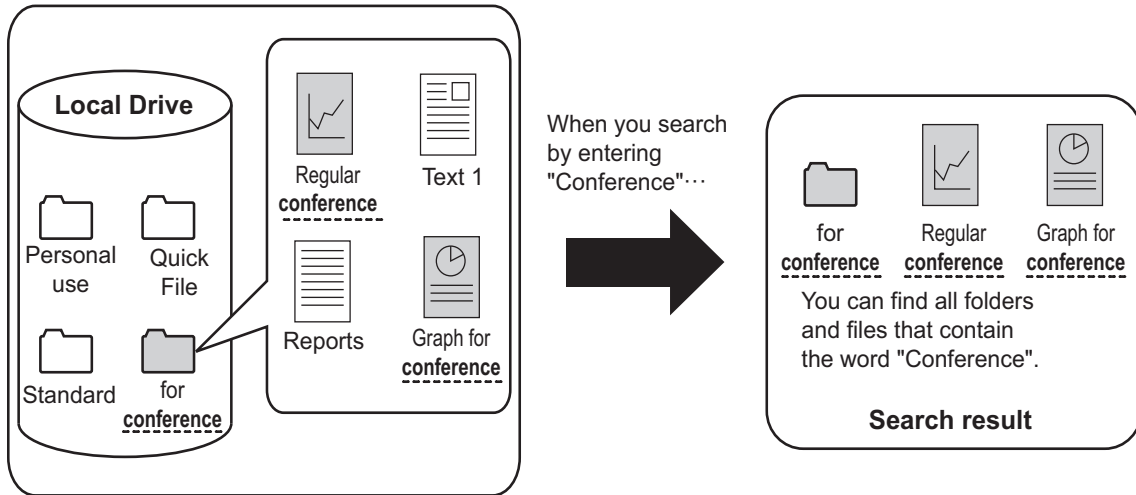 Local Drive
Personal
use
Quick
File
Standard
for
conference
Regular
conference
Text 1
Reports
Graph for
conference
When you search
by entering
"Conference"···
for
conference
Regular
conference
Graph for
conference
You can find all folders
and files that contain
the word "Conference".
Search result